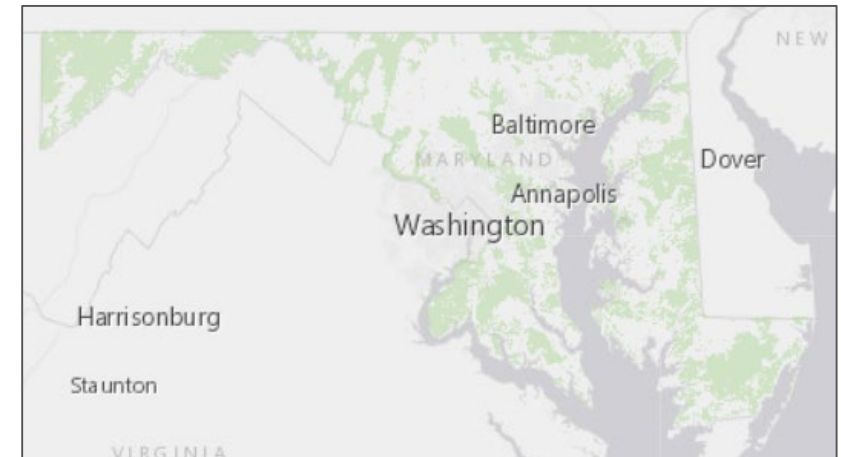 NEW
Baltimore
MARYLAND
Dover
Annapolis
Washington
Harrisonburg
Staunton
VIRGINIA